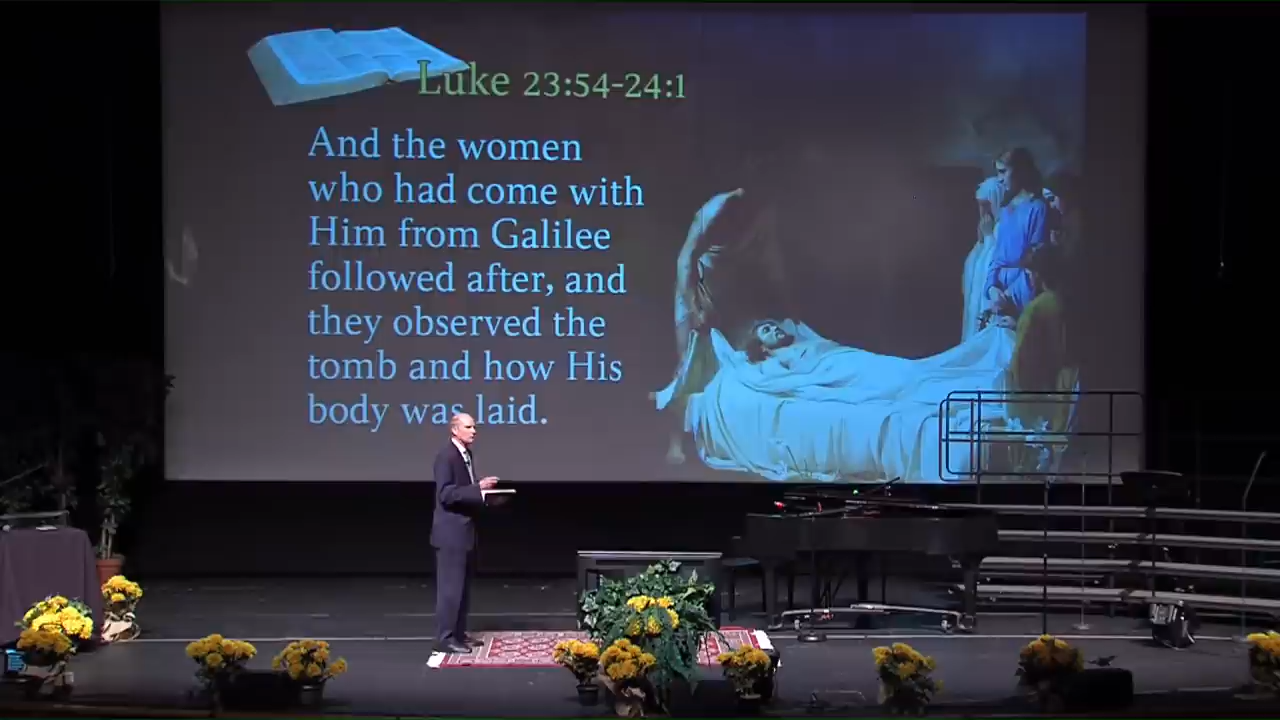 Luke 23:54-24:1
And the women
who had come with
Him from Galilee
followed after, and
they observed the
tomb and how His
body was laid.